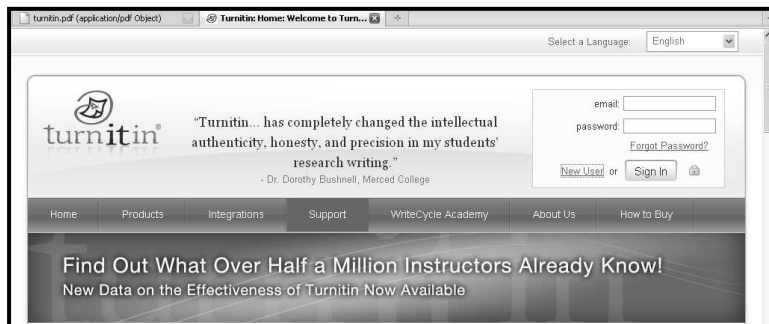 turnitin.pdf (application/pdf Object)
Turnitin: Home: Welcome to Turn...
Select a Language: English
turnitin®
"Turnitin... has completely changed the intellectual
authenticity, honesty, and precision in my students'
research writing."
- Dr. Dorothy Bushnell, Merced College
email:
password:
Forgot Password?
New User or Sign In
Home Products Integrations Support WriteCycle Academy About Us How to Buy
Find Out What Over Half a Million Instructors Already Know!
New Data on the Effectiveness of Turnitin Now Available